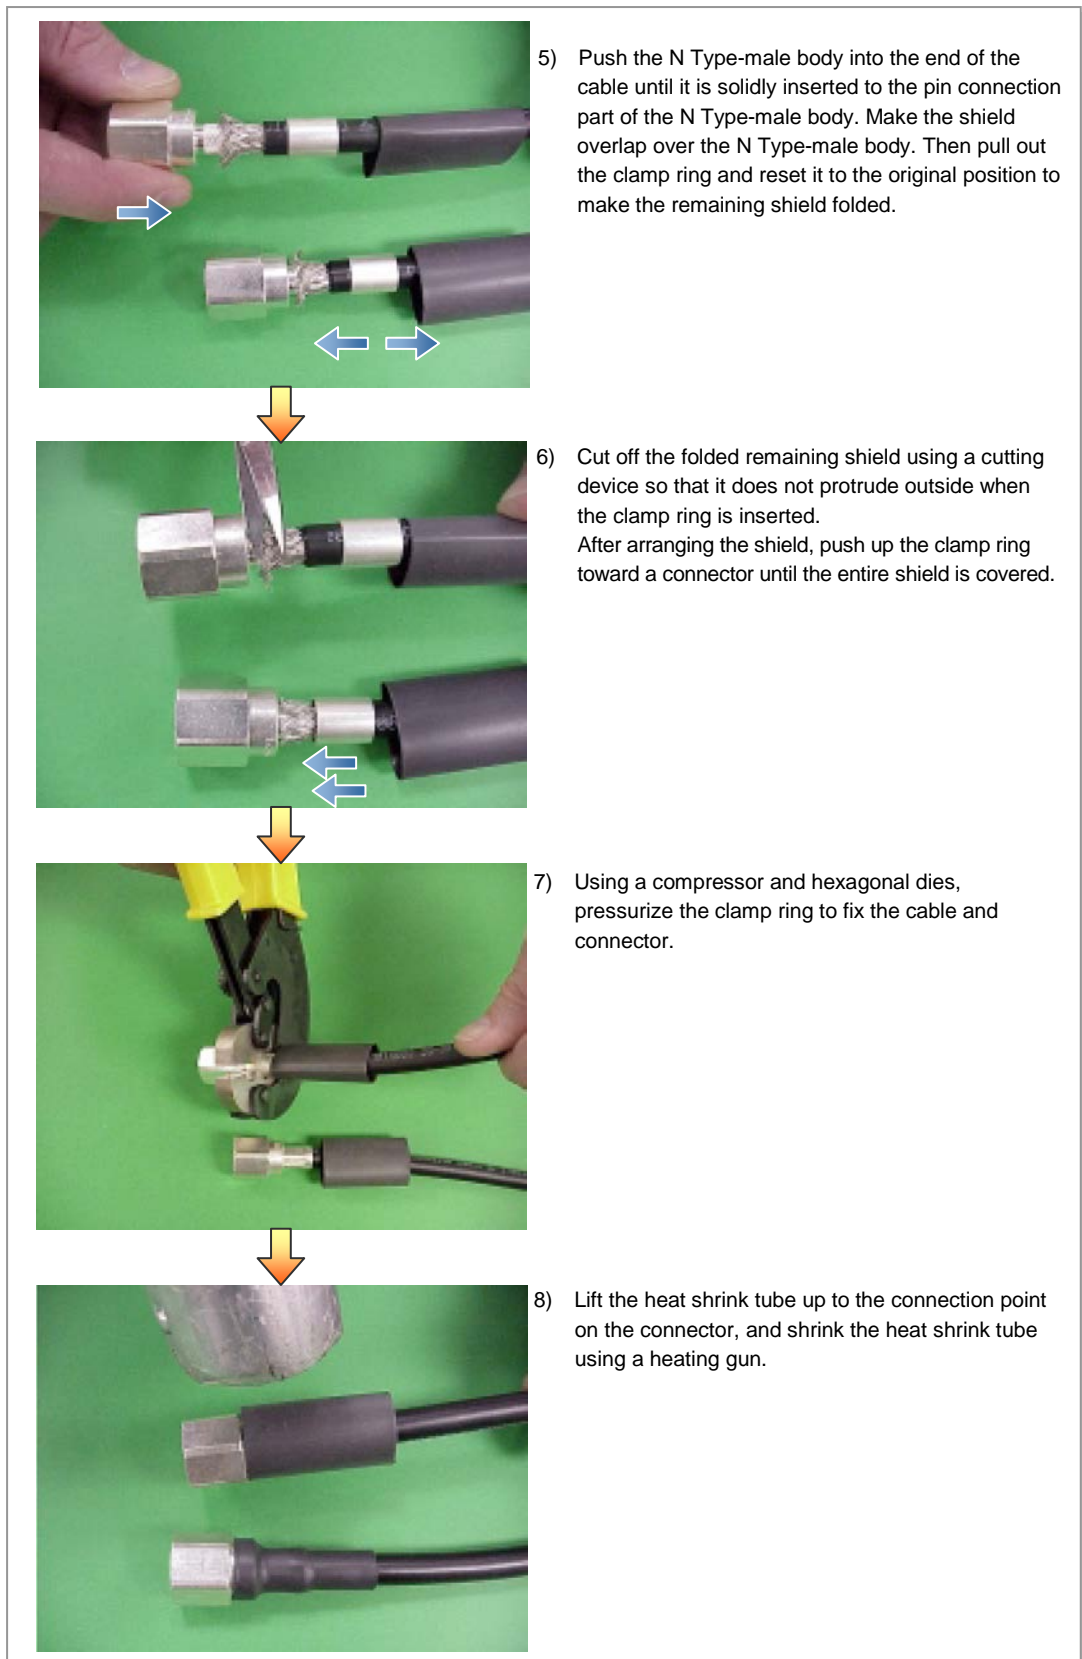 5) Push the N Type-male body into the end of the
cable until it is solidly inserted to the pin connection
part of the N Type-male body. Make the shield
overlap over the N Type-male body. Then pull out
the clamp ring and reset it to the original position to
make the remaining shield folded.
6) Cut off the folded remaining shield using a cutting
device so that it does not protrude outside when
the clamp ring is inserted.
After arranging the shield, push up the clamp ring
toward a connector until the entire shield is covered.
7) Using a compressor and hexagonal dies,
pressurize the clamp ring to fix the cable and
connector.
8) Lift the heat shrink tube up to the connection point
on the connector, and shrink the heat shrink tube
using a heating gun.